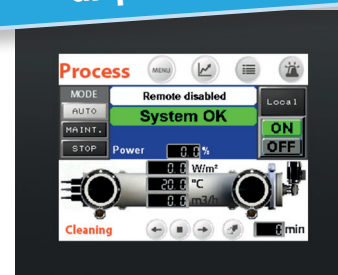 Process MENU
MODE Remote disabled Local
AUTO System OK
MAINT. ON
STOP Power 0.0 % OFF
0.0 W/m²
20.0 °C
0.0 m3/h
Cleaning 0 min